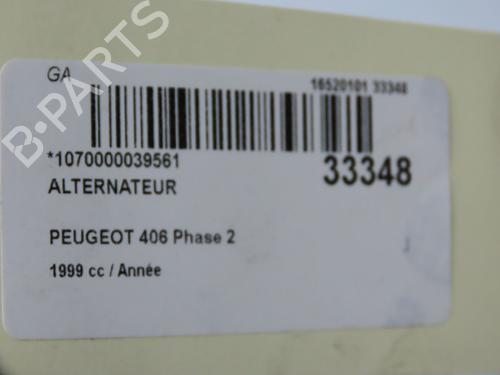 GA
16520101 33348
B-PARTS
*1070000039561
33348
ALTERNATEUR
PEUGEOT 406 Phase 2
1999 cc / Année